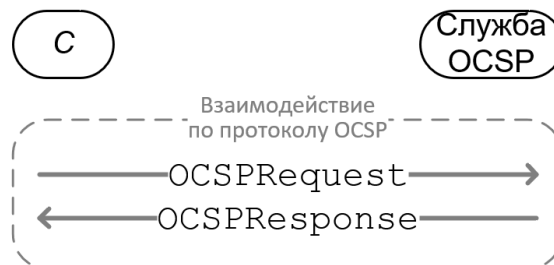 C
Служба
OCSP
Взаимодействие
по протоколу OCSP
OCSPRequest
OCSPResponse